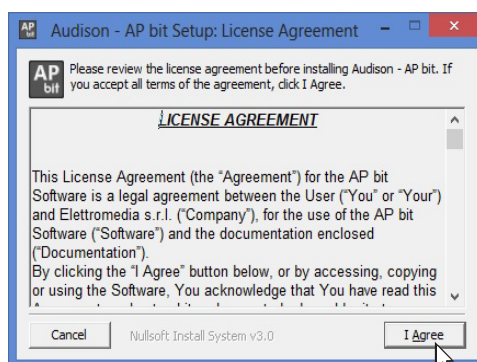 AP bit
Audison - AP bit Setup: License Agreement
AP bit
Please review the license agreement before installing Audison - AP bit. If
you accept all terms of the agreement, click I Agree.
LICENSE AGREEMENT
This License Agreement (the “Agreement”) for the AP bit
Software is a legal agreement between the User (“You” or “Your”)
and Elettromedia s.r.l. (“Company”), for the use of the AP bit
Software (“Software”) and the documentation enclosed
(“Documentation”).
By clicking the “I Agree” button below, or by accessing, copying
or using the Software, You acknowledge that You have read this
Cancel
Nullsoft Install System v3.0
I Agree